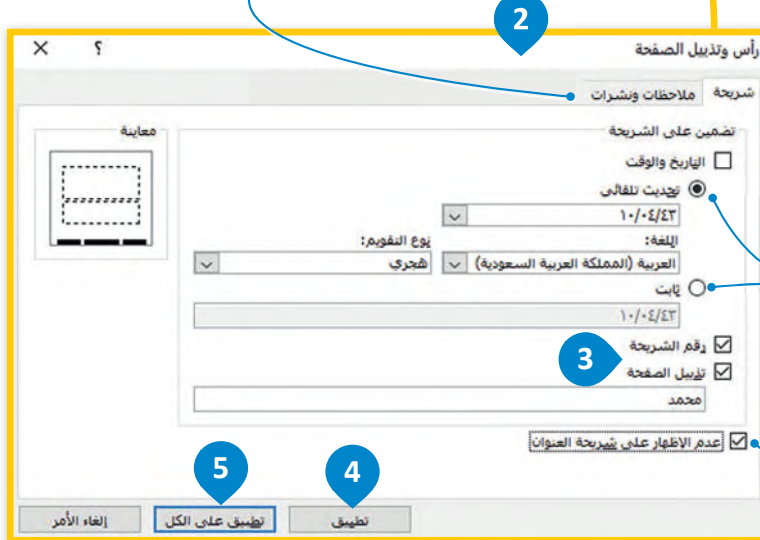 2
رأس وتذييل الصفحة
؟ ×
شريحة ملاحظات ونشرات
تضمين على الشريحة
معاينة
التاريخ والوقت
تحديث تلقائي
١٠/٠٤/٤٣
اللغة: نوع التقويم:
العربية (المملكة العربية السعودية) هجري
ثابت
١٠/٠٤/٤٣
رقم الشريحة
3
تذييل الصفحة
محمد
عدم الاظهار على شريحة العنوان
4
5
تطبيق تطبيق على الكل إلغاء الأمر